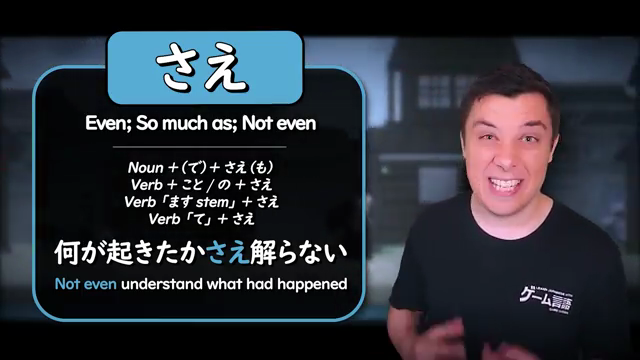 さえ
Even; So much as; Not even
Noun +（で）+ さえ（も）
Verb + こと / の + さえ
Verb「ます stem」+ さえ
Verb「て」+ さえ
何が起きたかさえ解らない
Not even understand what had happened
ゲーム言語